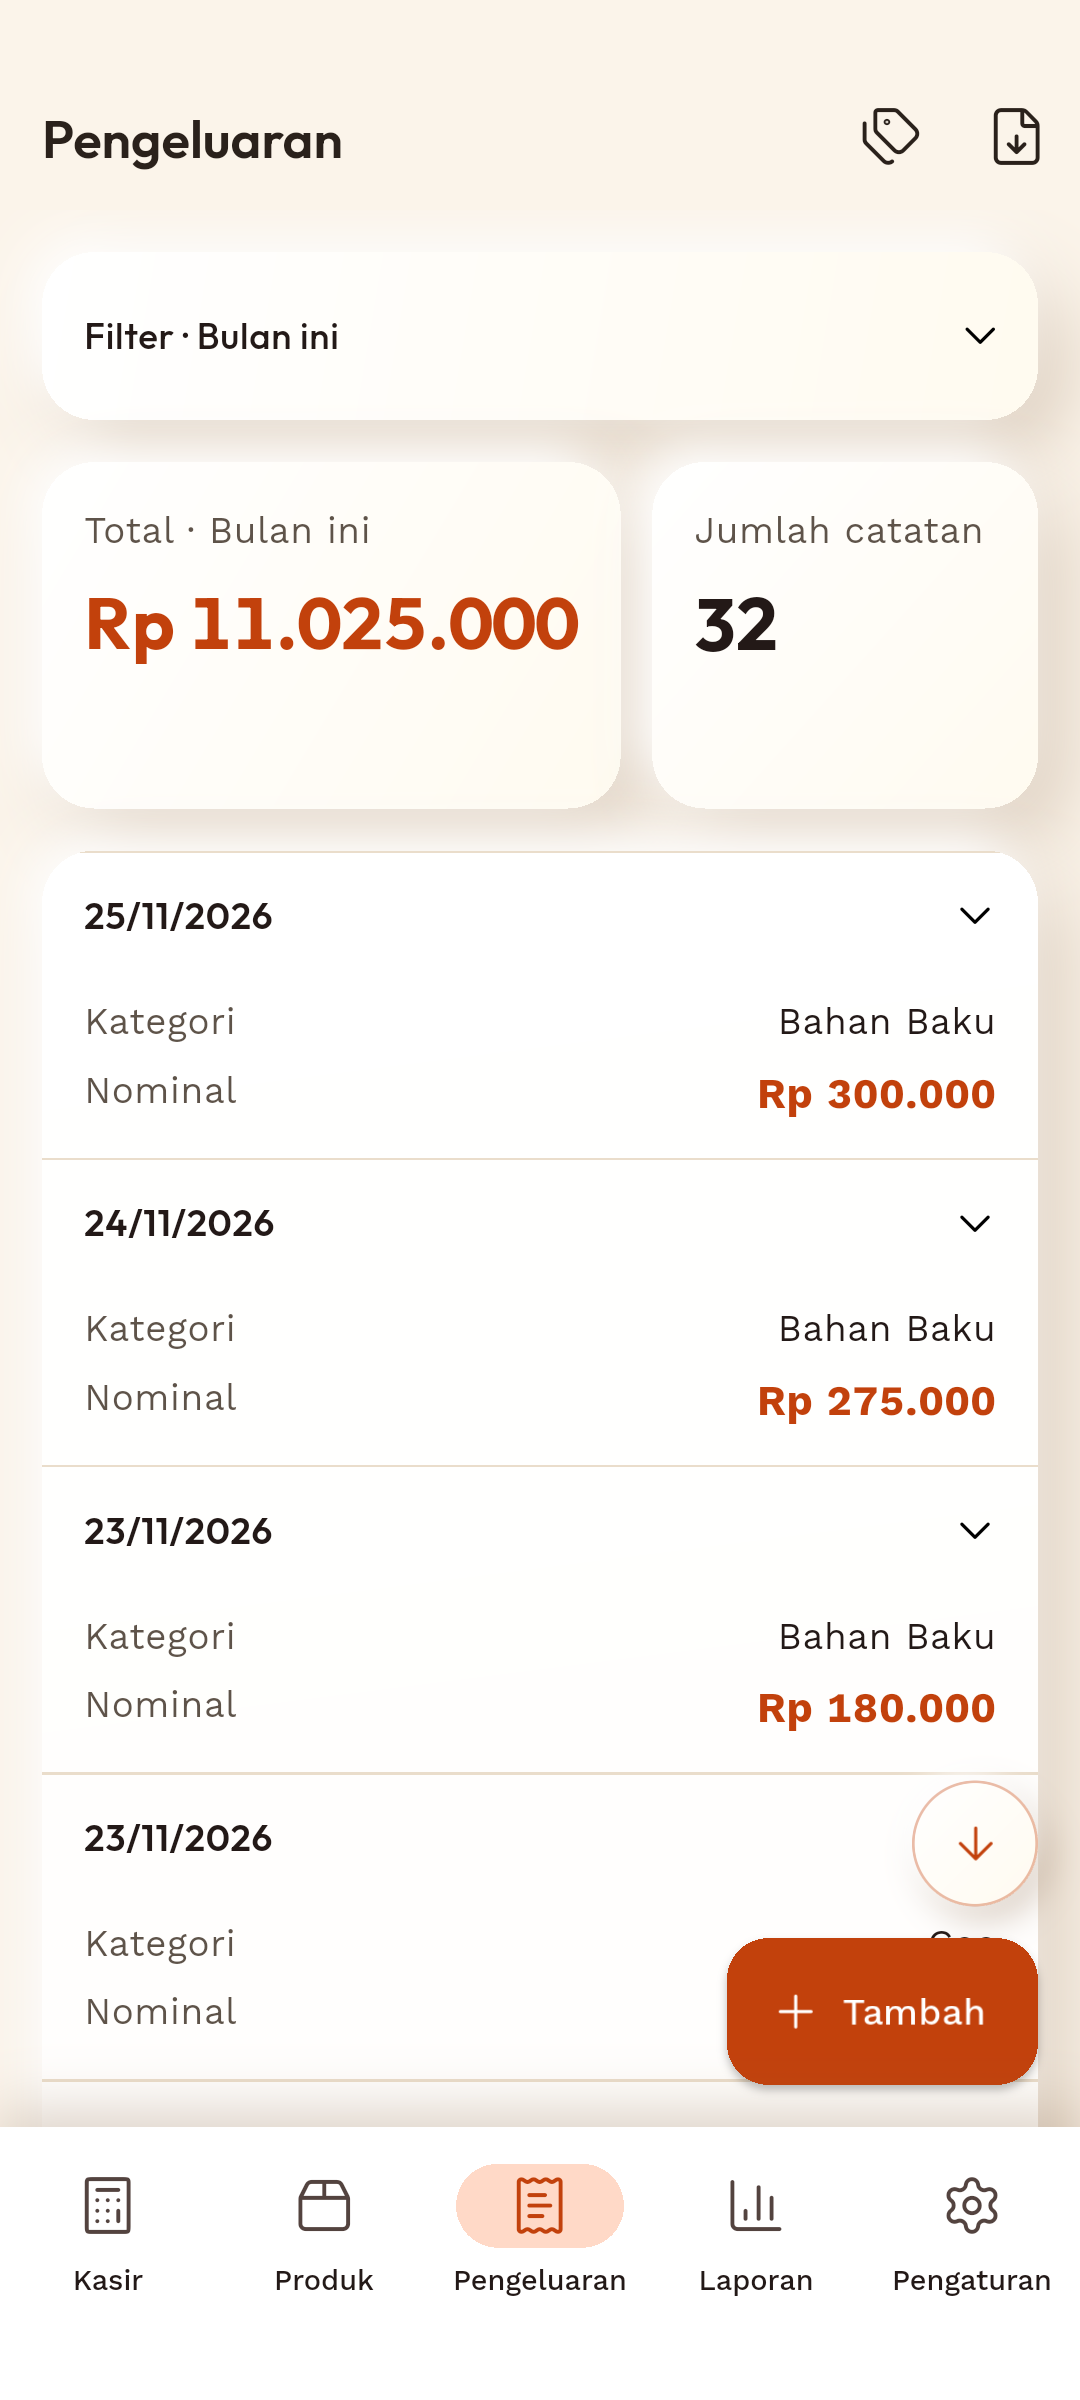 Pengeluaran
Filter · Bulan ini
Total · Bulan ini
Rp 11.025.000
Jumlah catatan
32
25/11/2026
Kategori Bahan Baku
Nominal Rp 300.000
24/11/2026
Kategori Bahan Baku
Nominal Rp 275.000
23/11/2026
Kategori Bahan Baku
Nominal Rp 180.000
23/11/2026
Kategori
Nominal
Tambah
Kasir Produk Pengeluaran Laporan Pengaturan